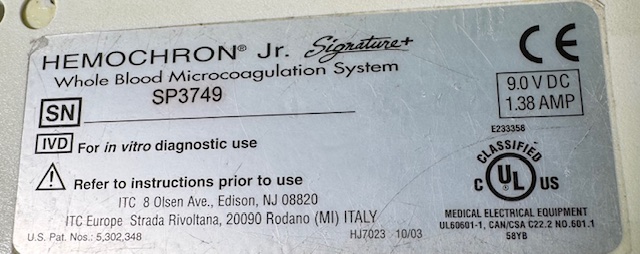 HEMOCHRON® Jr. Signature+
Whole Blood Microcoagulation System
SN SP3749
CE
9.0 V DC
1.38 AMP
IVD For in vitro diagnostic use
Refer to instructions prior to use
ITC 8 Olsen Ave., Edison, NJ 08820
ITC Europe Strada Rivoltana, 20090 Rodano (MI) ITALY
U.S. Pat. Nos.: 5,302,348
HJ7023 10/03
E233358
CLASSIFIED
C UL® US
MEDICAL ELECTRICAL EQUIPMENT
UL60601-1, CAN/CSA C22.2 NO.601.1
58YB